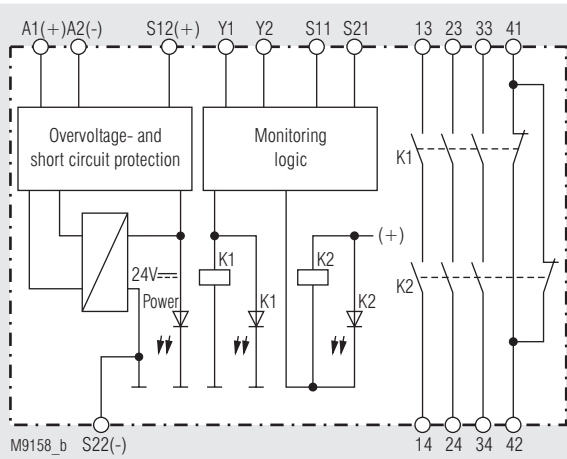 A1(+) A2(-) S12(+) Y1 Y2 S11 S21 13 23 33 41
Overvoltage- and
short circuit protection
Monitoring
logic
K1
(+)
K1
K2
24V
K2
Power
K1
K2
M9158_b
S22(-)
14 24 34 42